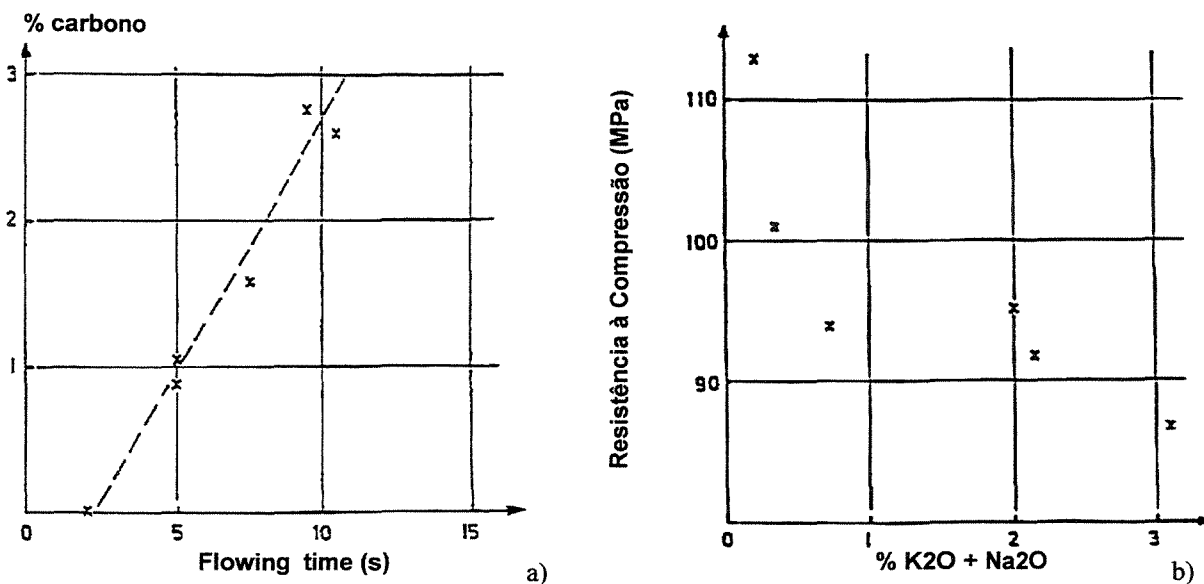 % carbono
3
2
1
0
5
10
15
Flowing time (s)
a)
Resistência à Compressão (MPa)
110
100
90
0
1
2
3
% K2O + Na2O
b)